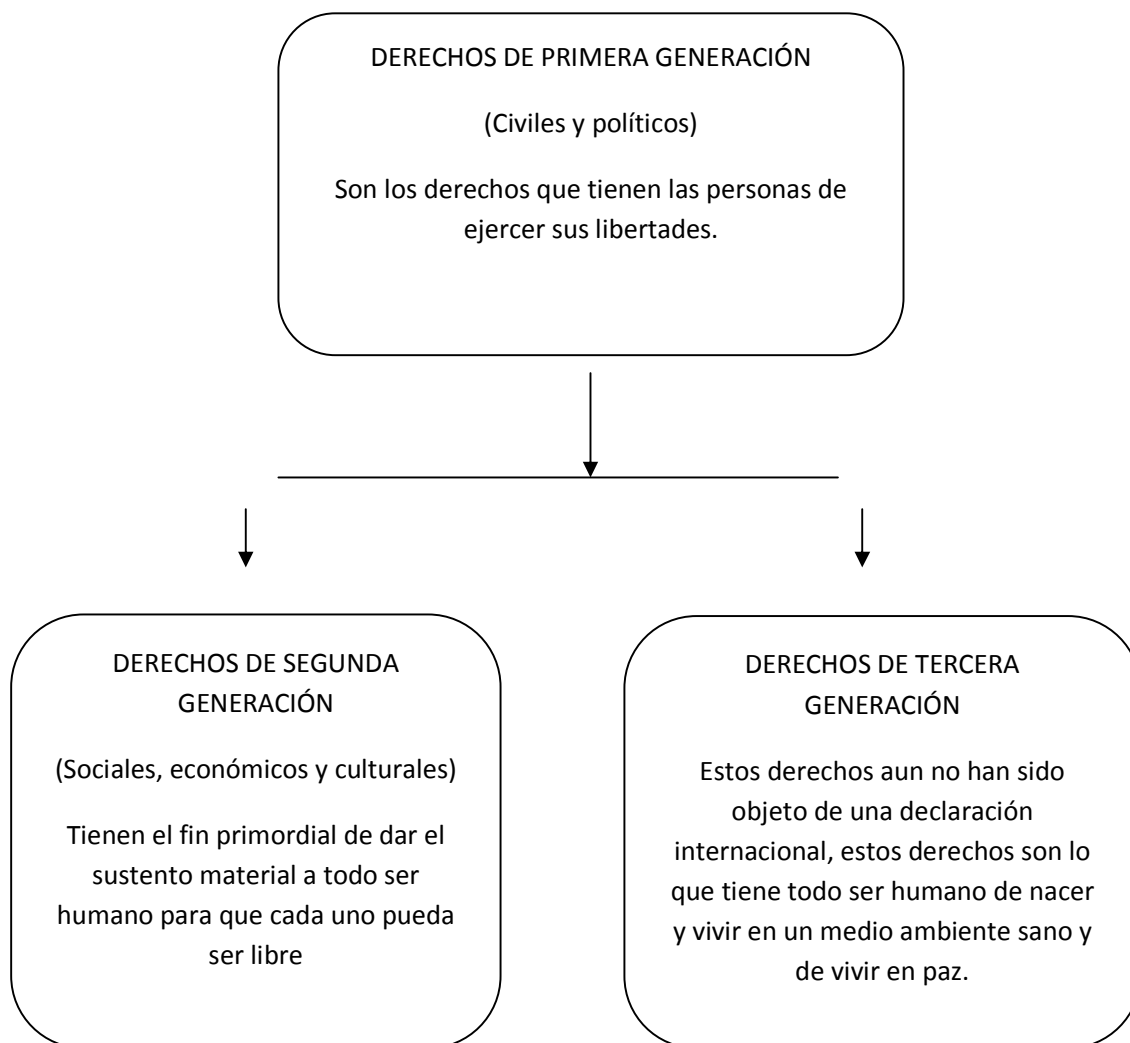 DERECHOS DE PRIMERA GENERACIÓN
(Civiles y políticos)
Son los derechos que tienen las personas de
ejercer sus libertades.
DERECHOS DE SEGUNDA
GENERACIÓN
(Sociales, económicos y culturales)
Tienen el fin primordial de dar el
sustento material a todo ser
humano para que cada uno pueda
ser libre
DERECHOS DE TERCERA
GENERACIÓN
Estos derechos aun no han sido
objeto de una declaración
internacional, estos derechos son lo
que tiene todo ser humano de nacer
y vivir en un medio ambiente sano y
de vivir en paz.